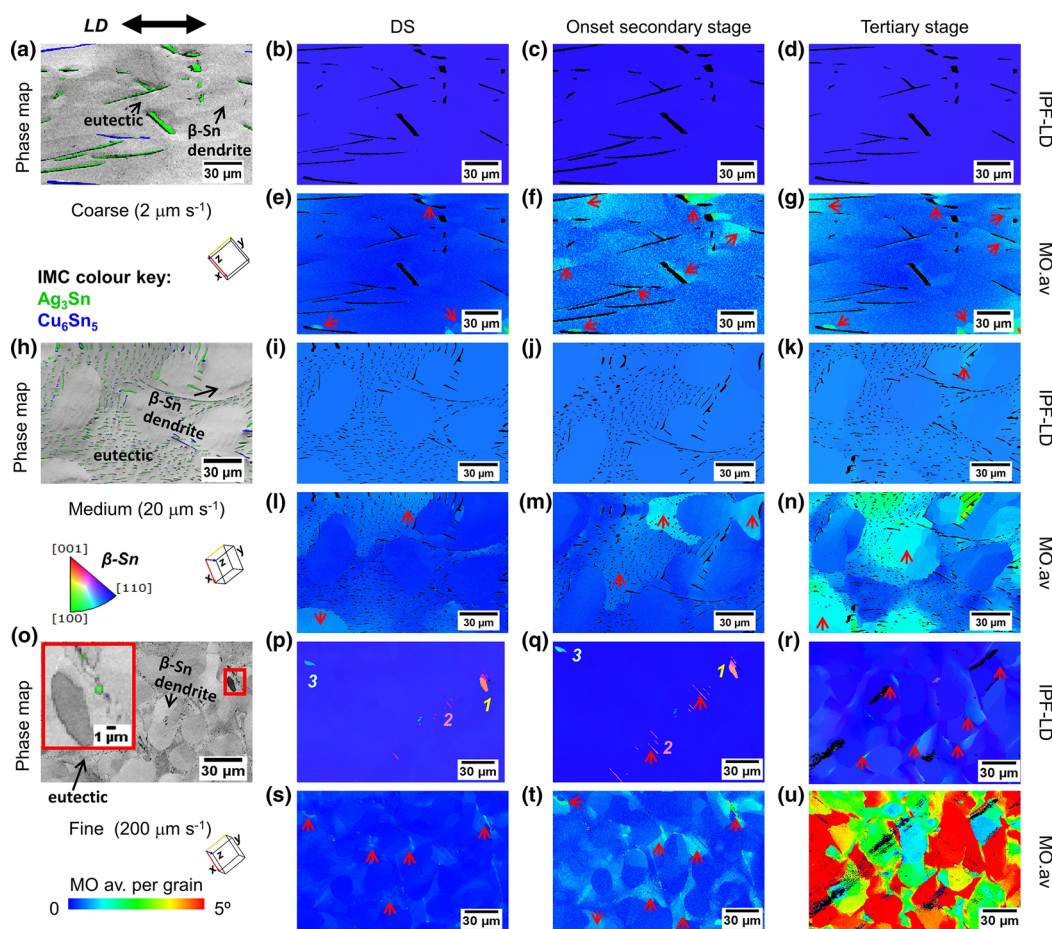 LD DS Onset secondary stage Tertiary stage
(a) (b) (c) (d)
Phase map eutectic β-Sn dendrite 30 µm 30 µm 30 µm 30 µm IPF-LD
(e) (f) (g)
Coarse (2 µm s⁻¹)
x z y
IMC colour key:
Ag₃Sn
Cu₆Sn₅
30 µm 30 µm 30 µm MO.av
(h) (i) (j) (k)
Phase map β-Sn dendrite eutectic 30 µm 30 µm 30 µm 30 µm IPF-LD
(l) (m) (n)
Medium (20 µm s⁻¹)
[001] β-Sn
[110]
[100]
x z y
30 µm 30 µm 30 µm MO.av
(o) (p) (q) (r)
Phase map β-Sn dendrite 1 µm eutectic 30 µm
3 2 1 30 µm
3 1 2 30 µm
30 µm IPF-LD
(s) (t) (u)
Fine (200 µm s⁻¹)
x z y
MO av. per grain
0 5º
30 µm 30 µm 30 µm MO.av